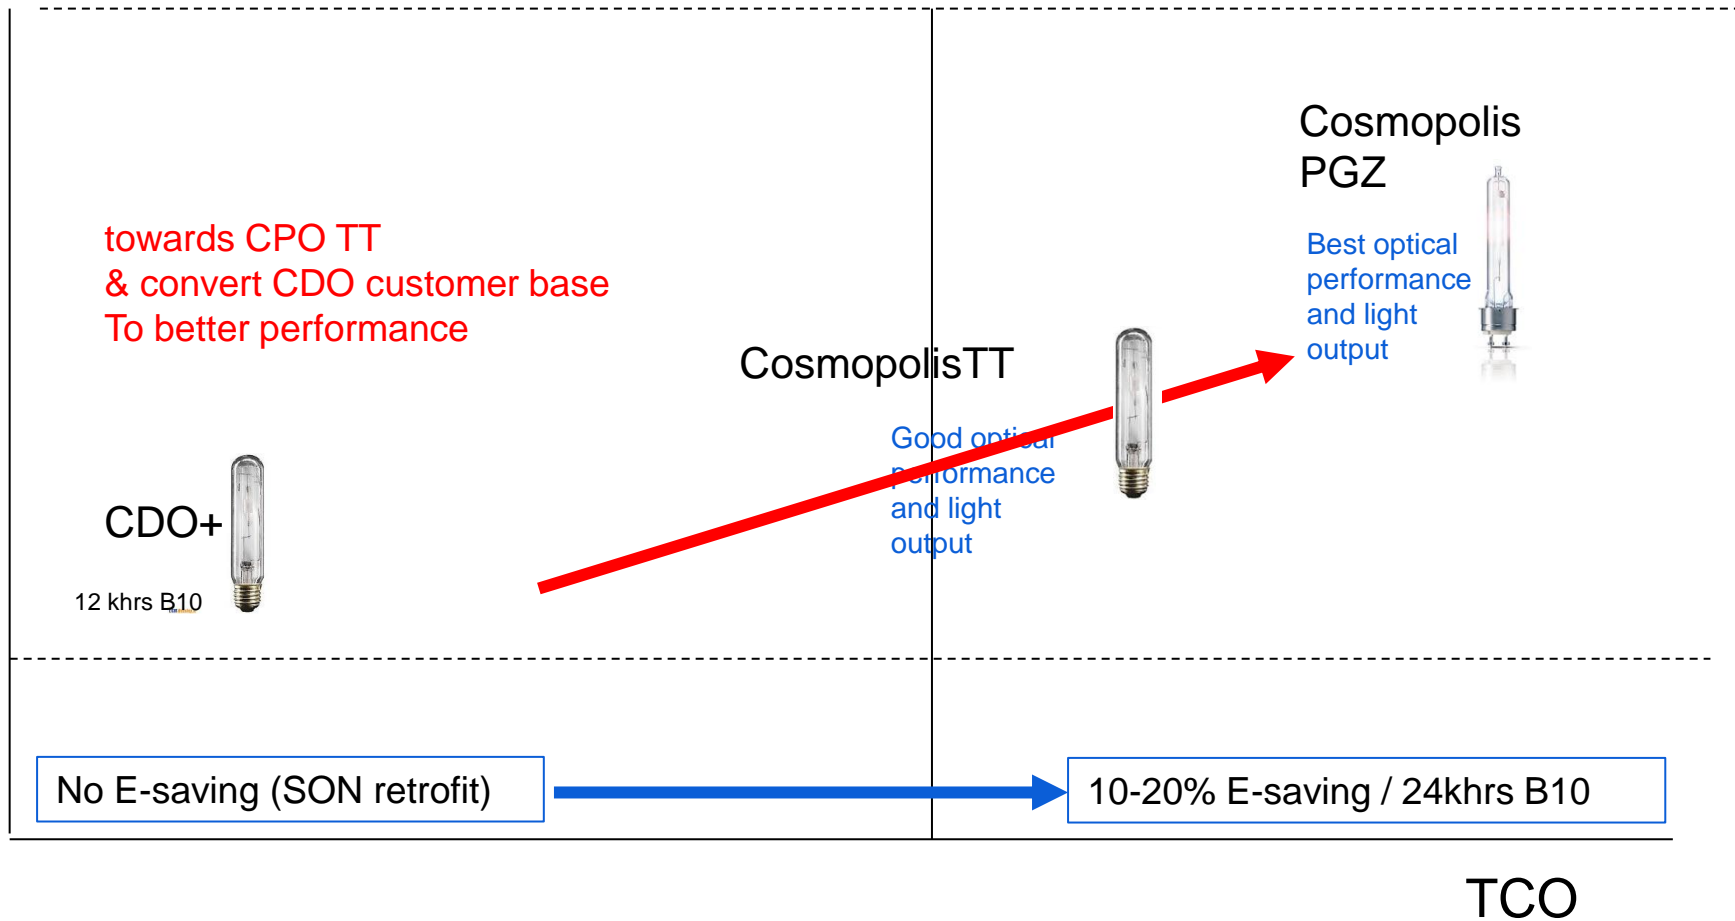 Cosmopolis
PGZ
Best optical
performance
and light
output
towards CPO TT
& convert CDO customer base
To better performance
CosmopolisTT
Good optical
performance
and light
output
CDO+
12 khrs B10
No E-saving (SON retrofit)
10-20% E-saving / 24khrs B10
TCO